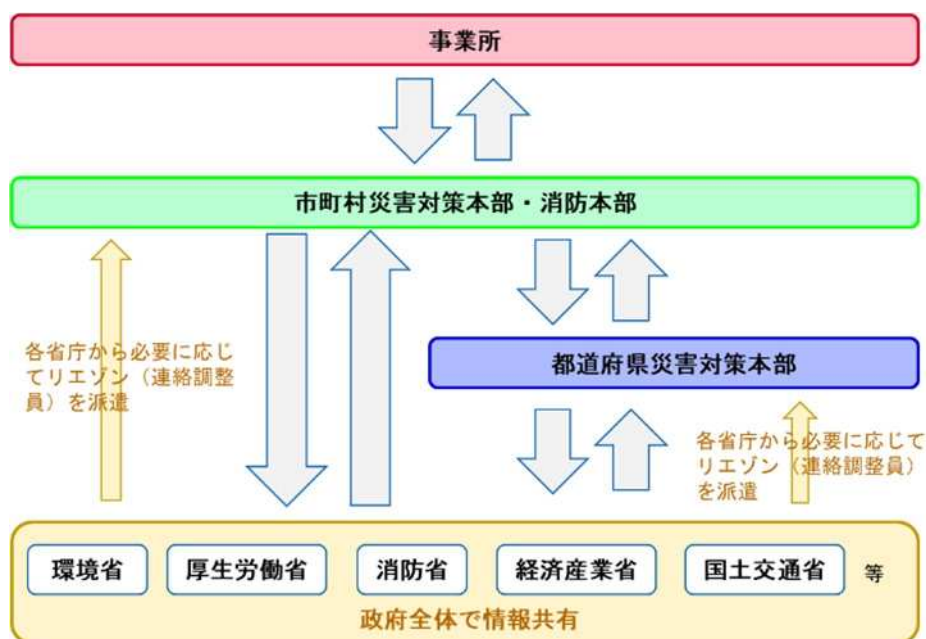 事業所
市町村災害対策本部・消防本部
各省庁から必要に応じ
てリエゾン（連絡調整
員）を派遣
都道府県災害対策本部
各省庁から必要に応じて
リエゾン（連絡調整員）
を派遣
環境省 厚生労働省 消防省 経済産業省 国土交通省 等
政府全体で情報共有